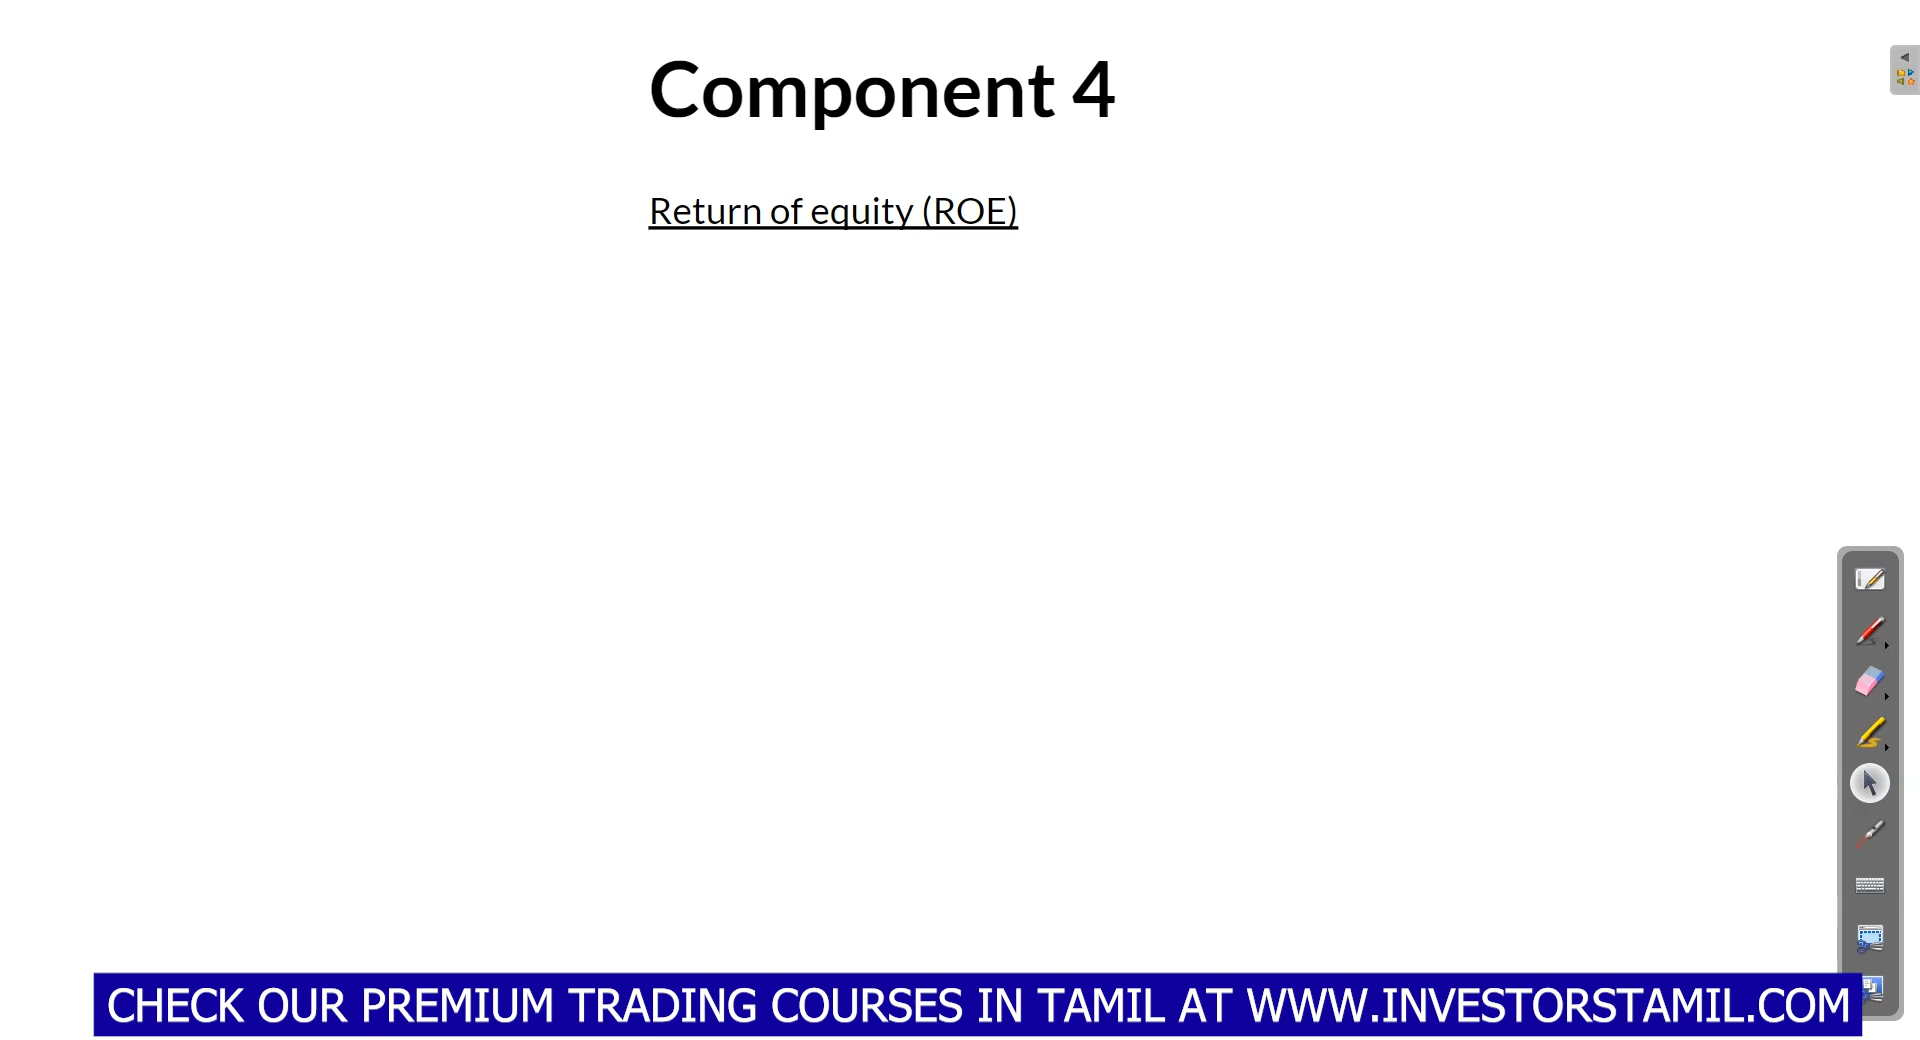 Component 4
Return of equity (ROE)
CHECK OUR PREMIUM TRADING COURSES IN TAMIL AT WWW.INVESTORSTAMIL.COM